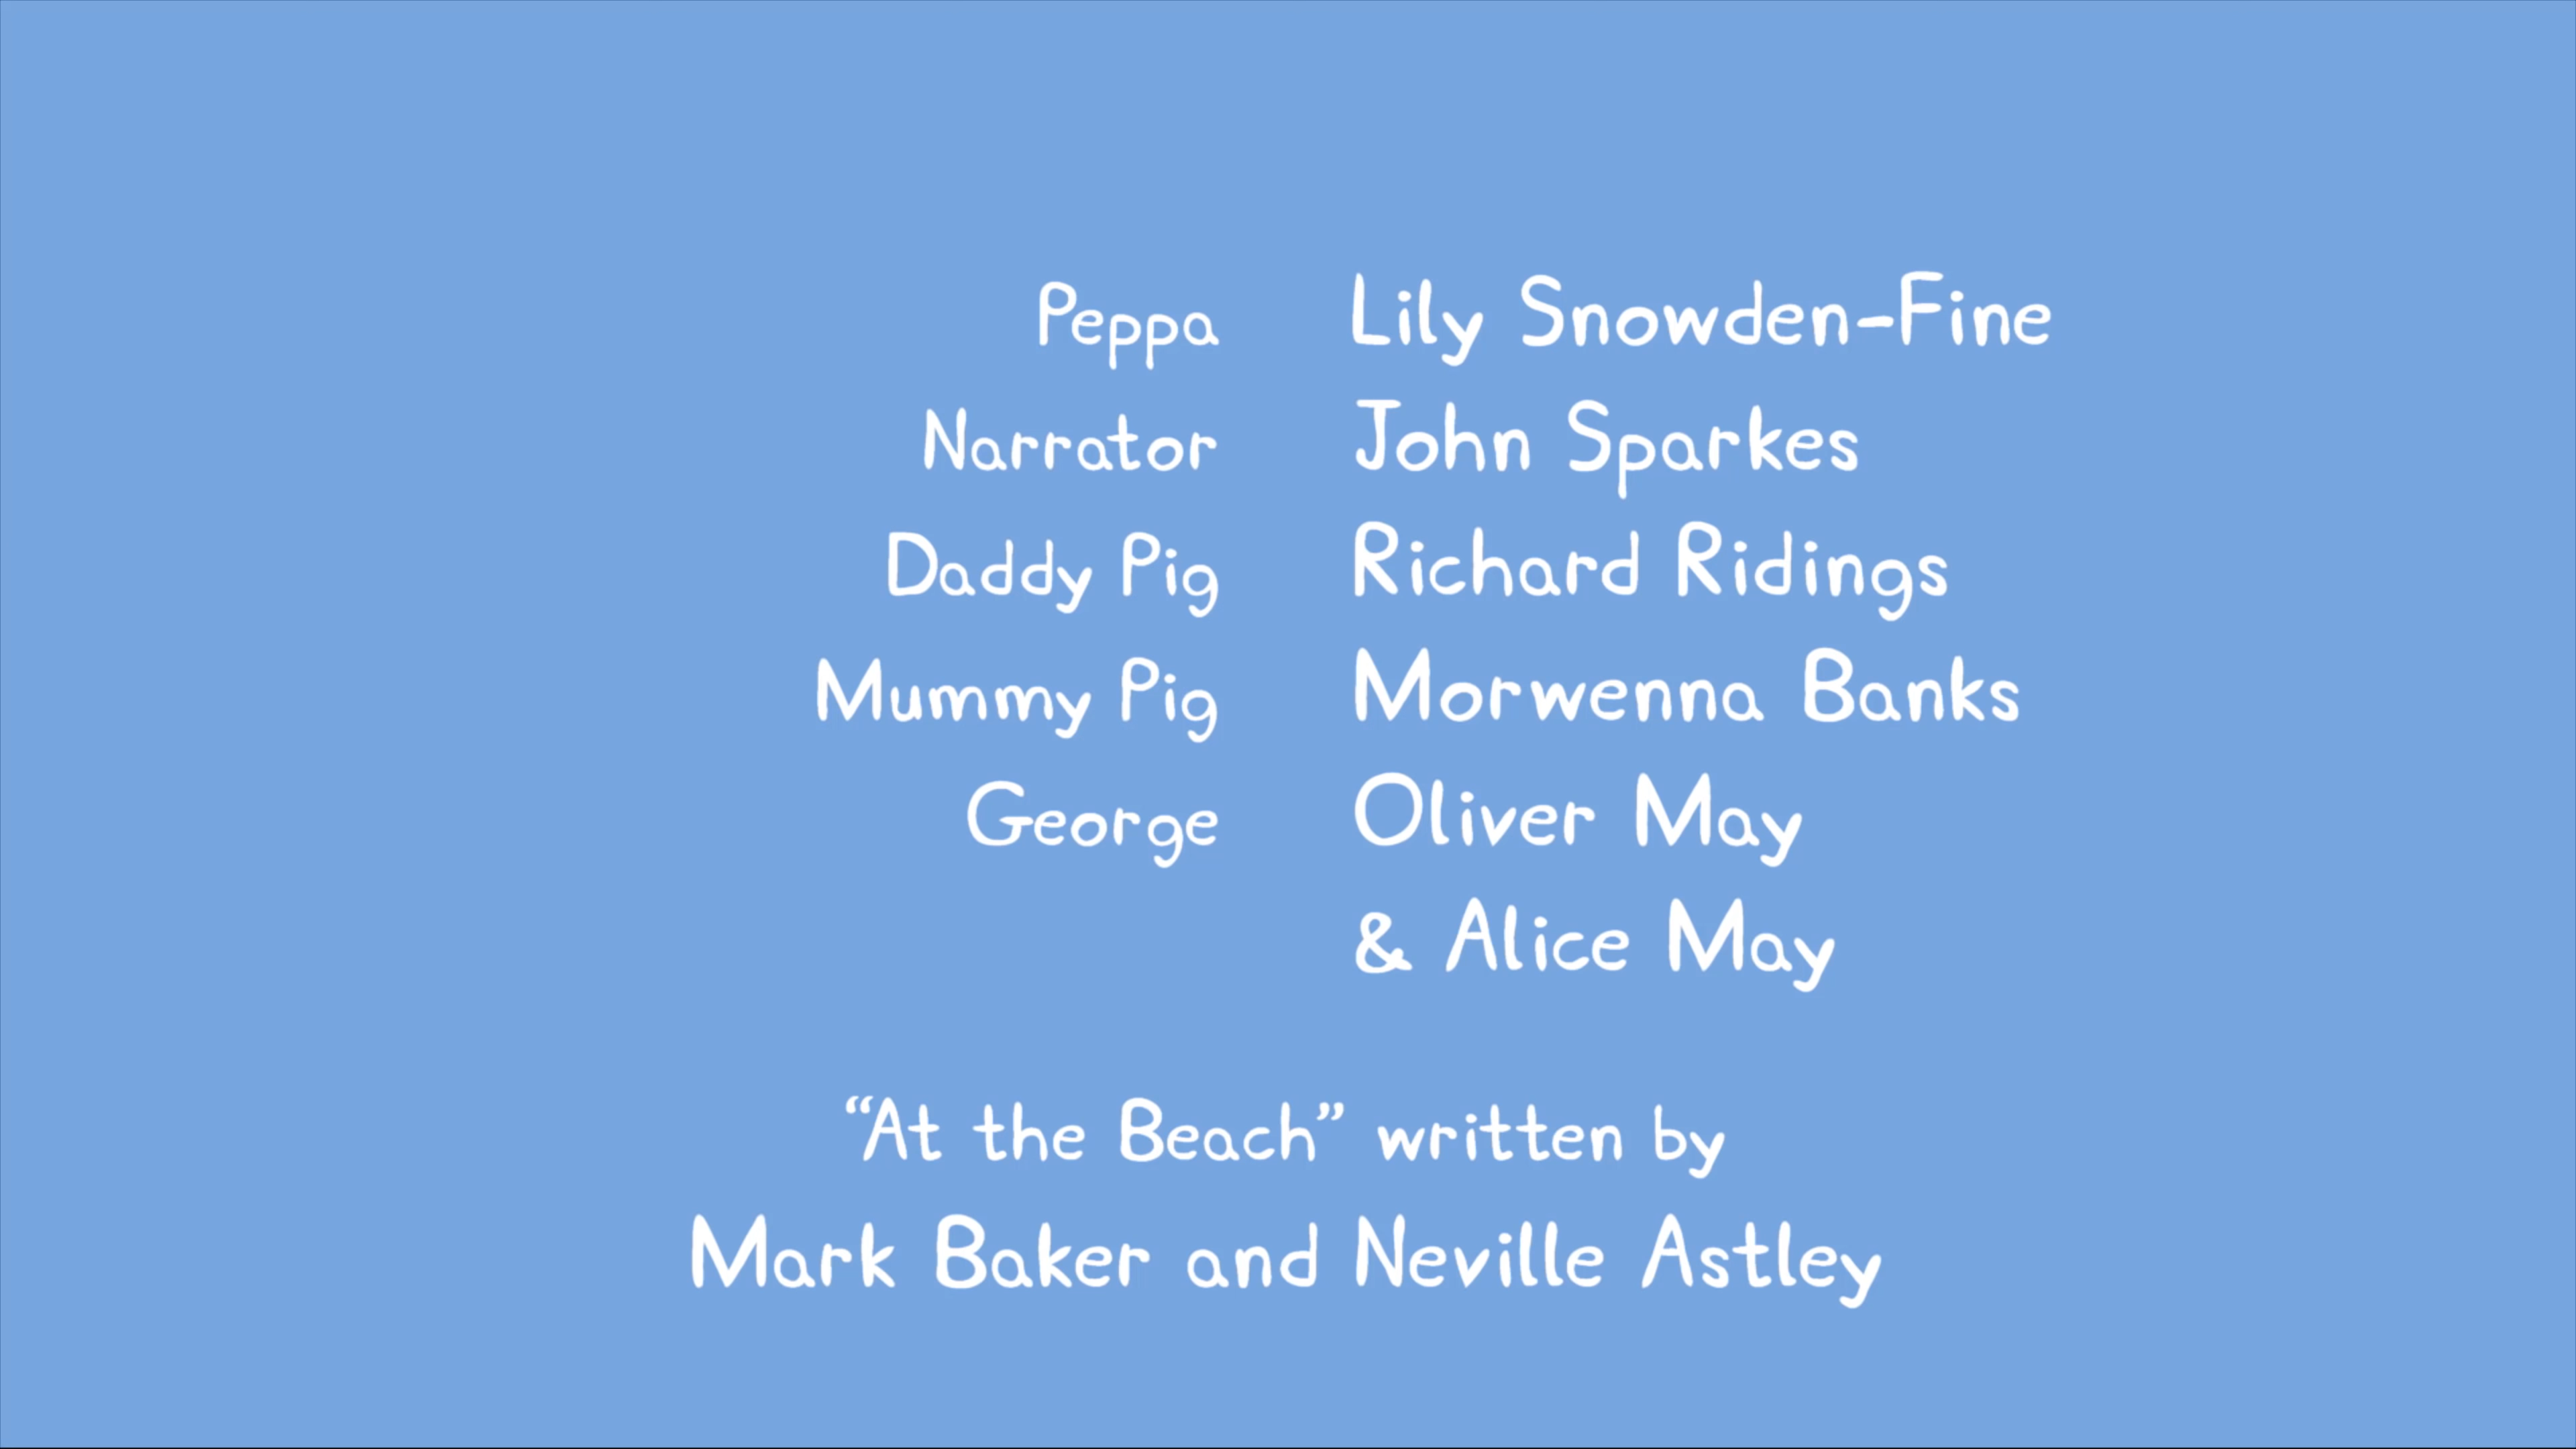 Peppa Lily Snowden-Fine
Narrator John Sparkes
Daddy Pig Richard Ridings
Mummy Pig Morwenna Banks
George Oliver May
& Alice May
“At the Beach” written by
Mark Baker and Neville Astley